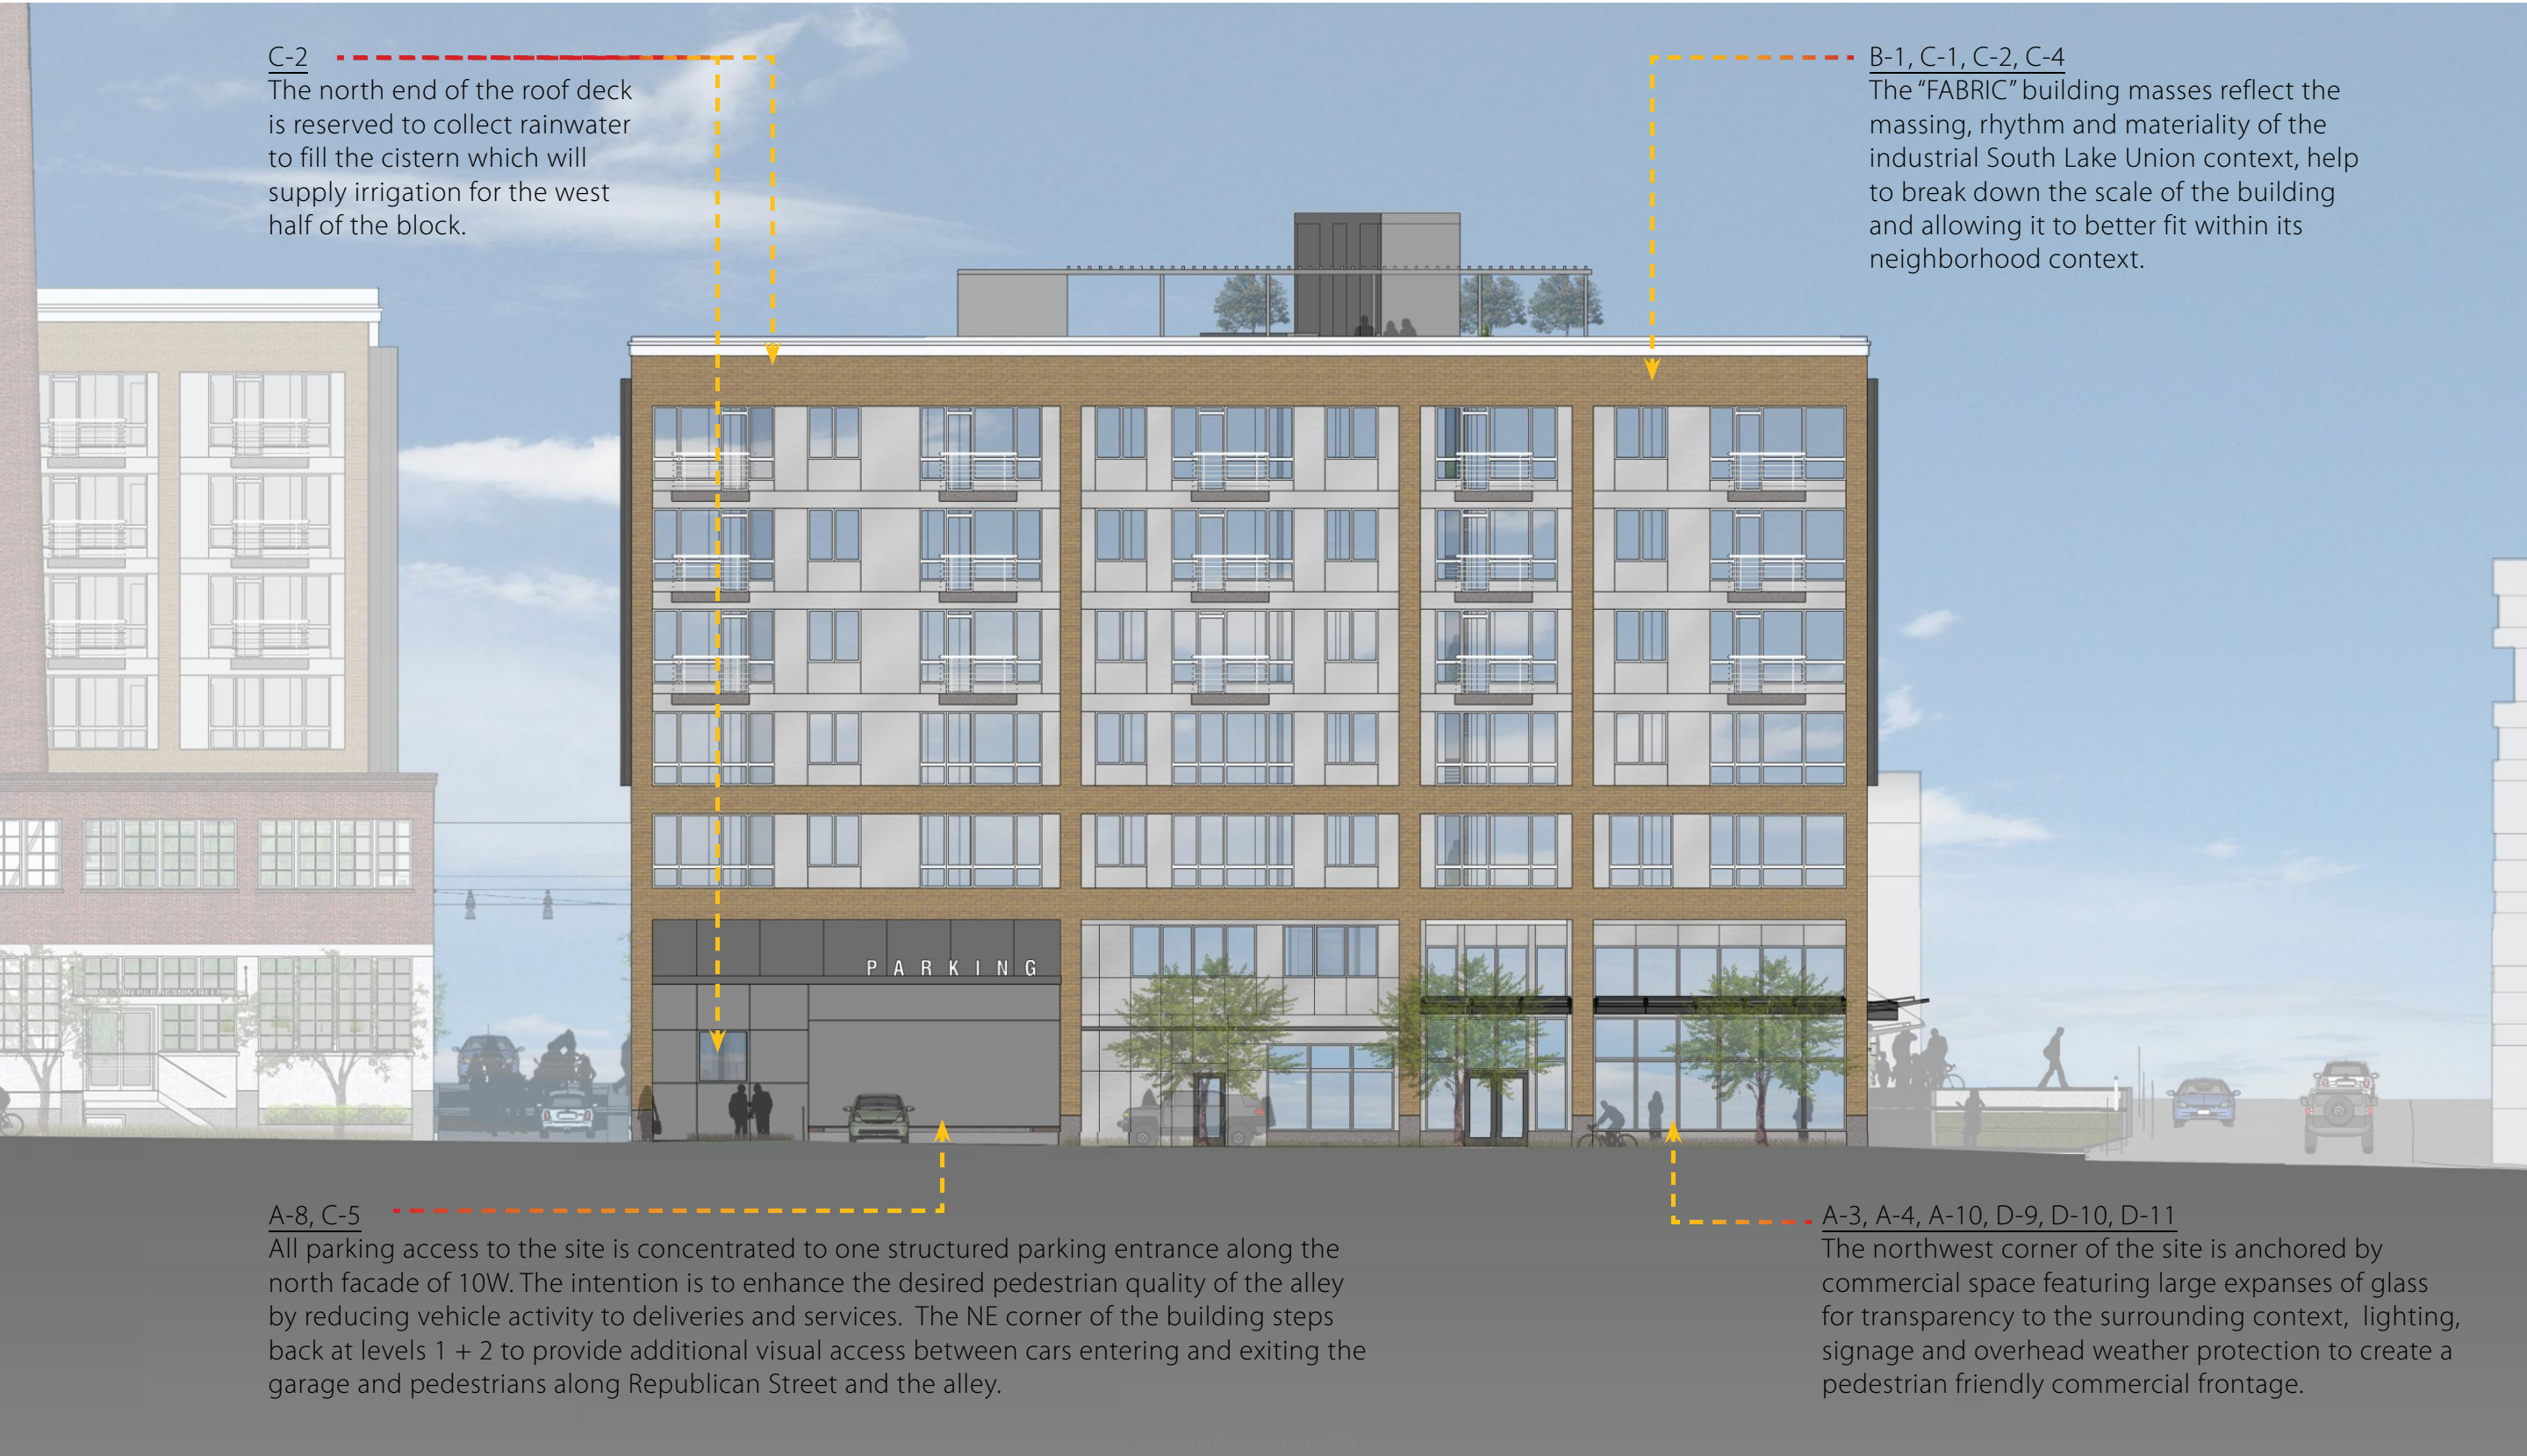 C-2
The north end of the roof deck
is reserved to collect rainwater
to fill the cistern which will
supply irrigation for the west
half of the block.
B-1, C-1, C-2, C-4
The “FABRIC” building masses reflect the
massing, rhythm and materiality of the
industrial South Lake Union context, help
to break down the scale of the building
and allowing it to better fit within its
neighborhood context.
PARKING
A-8, C-5
All parking access to the site is concentrated to one structured parking entrance along the
north facade of 10W. The intention is to enhance the desired pedestrian quality of the alley
by reducing vehicle activity to deliveries and services. The NE corner of the building steps
back at levels 1 + 2 to provide additional visual access between cars entering and exiting the
garage and pedestrians along Republican Street and the alley.
A-3, A-4, A-10, D-9, D-10, D-11
The northwest corner of the site is anchored by
commercial space featuring large expanses of glass
for transparency to the surrounding context, lighting,
signage and overhead weather protection to create a
pedestrian friendly commercial frontage.